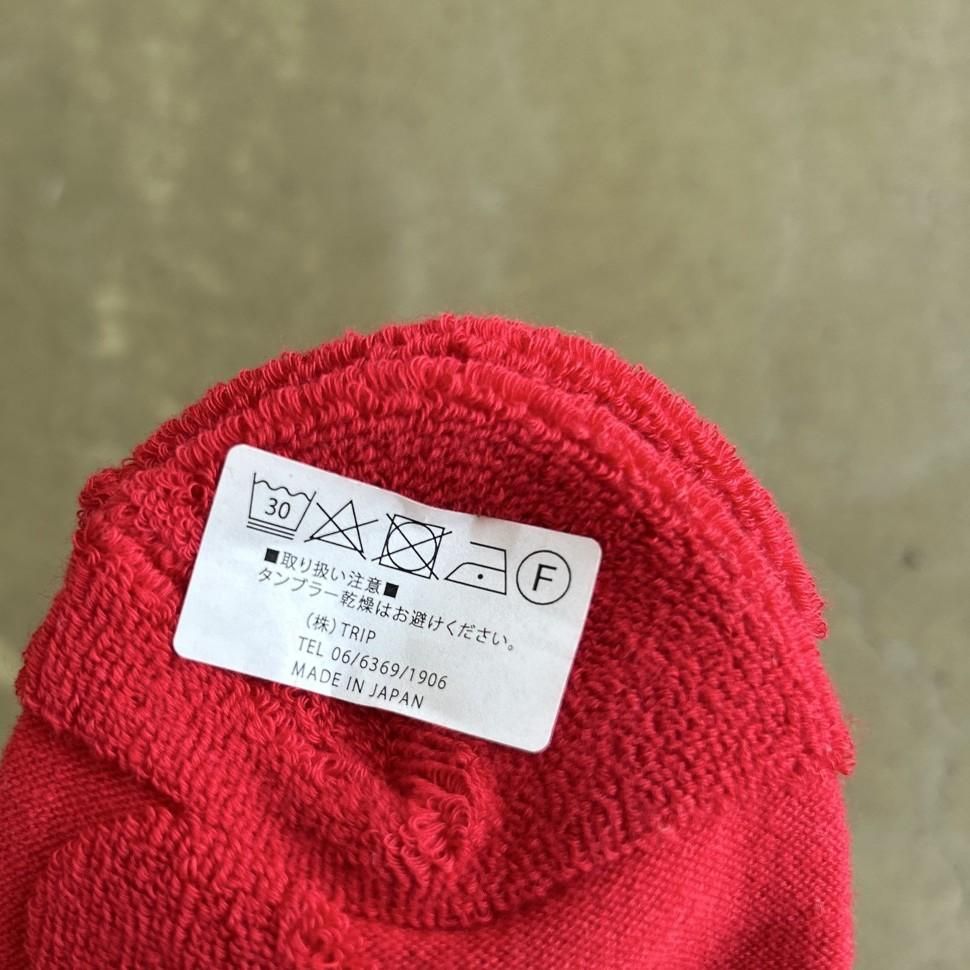 30 F
■取り扱い注意■
タンブラー乾燥はお避けください。
(株)TRIP
TEL 06/6369/1906
MADE IN JAPAN